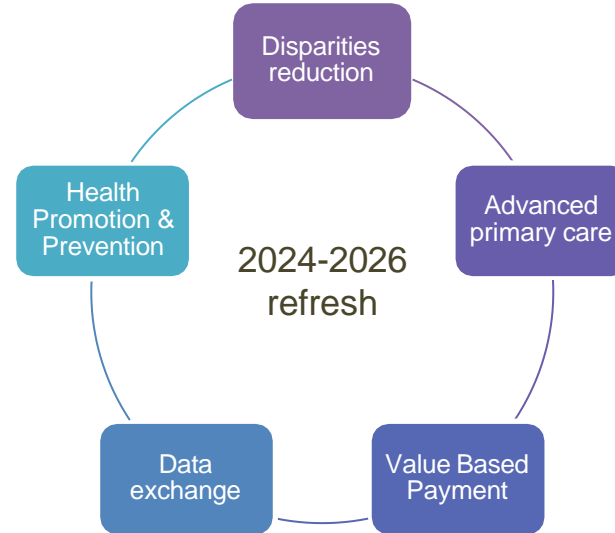 Disparities
reduction
Health
Promotion &
Prevention
Advanced
primary care
2024-2026
refresh
Data
exchange
Value Based
Payment